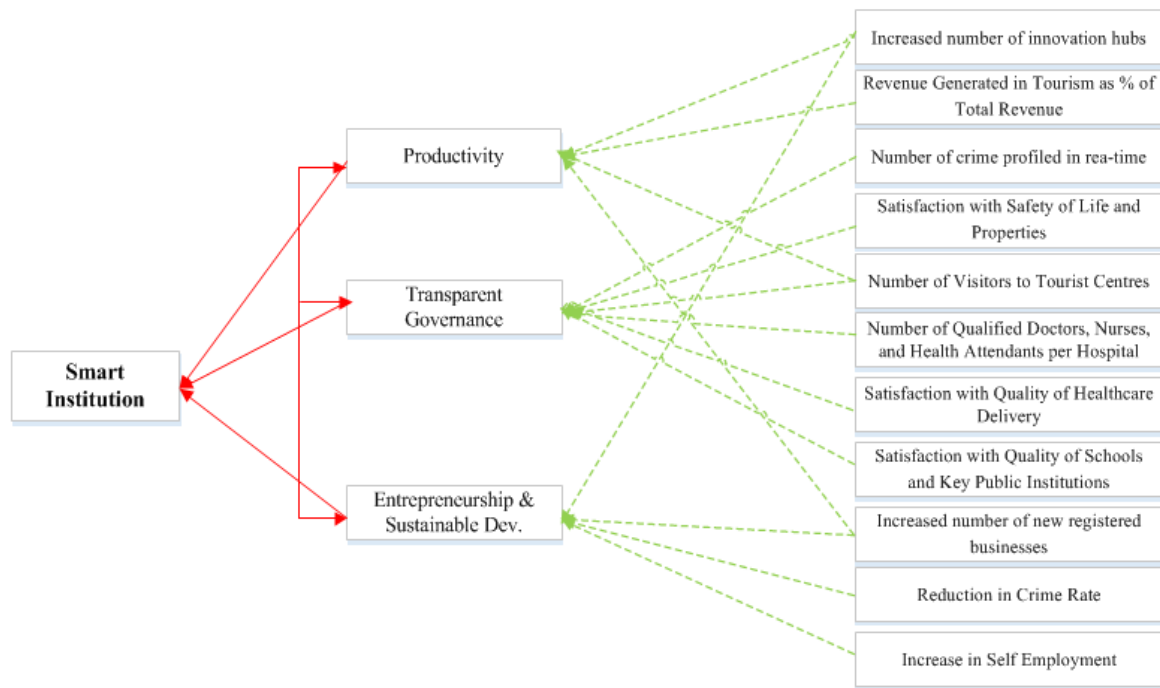 Smart
Institution
Productivity
Transparent
Governance
Entrepreneurship &
Sustainable Dev.
Increased number of innovation hubs
Revenue Generated in Tourism as % of
Total Revenue
Number of crime profiled in rea-time
Satisfaction with Safety of Life and
Properties
Number of Visitors to Tourist Centres
Number of Qualified Doctors, Nurses,
and Health Attendants per Hospital
Satisfaction with Quality of Healthcare
Delivery
Satisfaction with Quality of Schools
and Key Public Institutions
Increased number of new registered
businesses
Reduction in Crime Rate
Increase in Self Employment